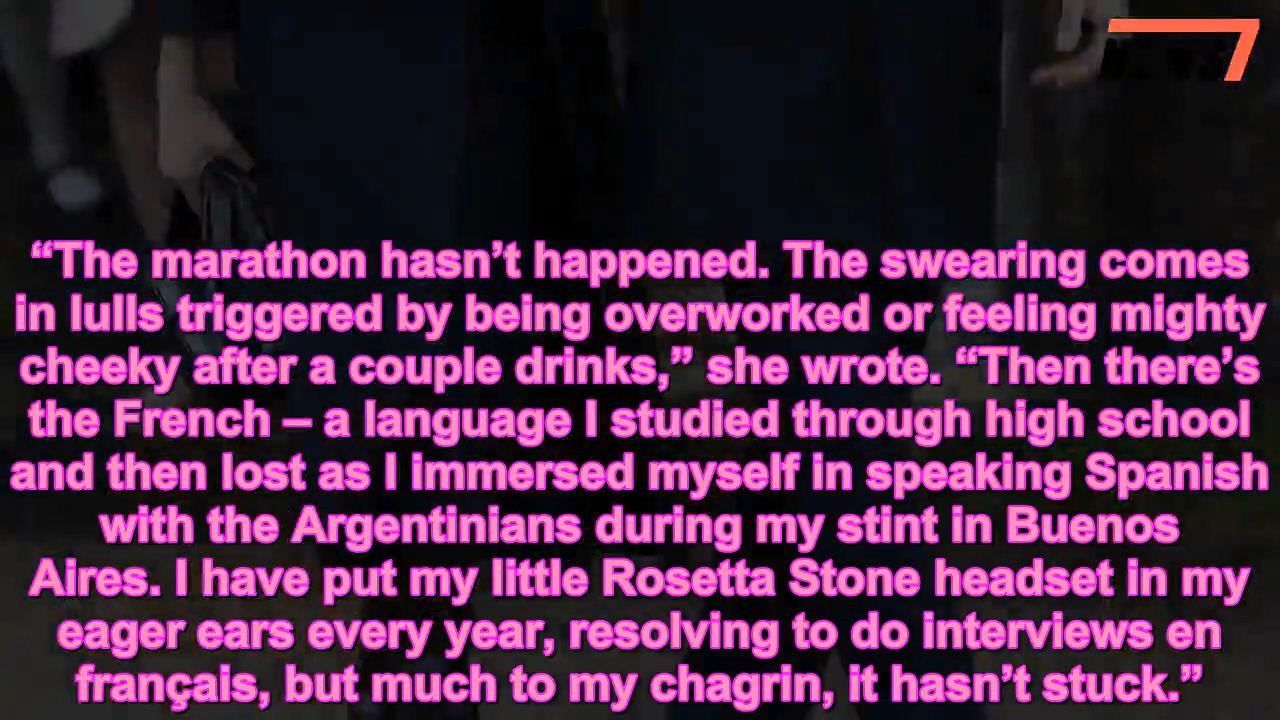 “The marathon hasn’t happened. The swearing comes
in lulls triggered by being overworked or feeling mighty
cheeky after a couple drinks,” she wrote. “Then there’s
the French – a language I studied through high school
and then lost as I immersed myself in speaking Spanish
with the Argentinians during my stint in Buenos
Aires. I have put my little Rosetta Stone headset in my
eager ears every year, resolving to do interviews en
français, but much to my chagrin, it hasn’t stuck.”